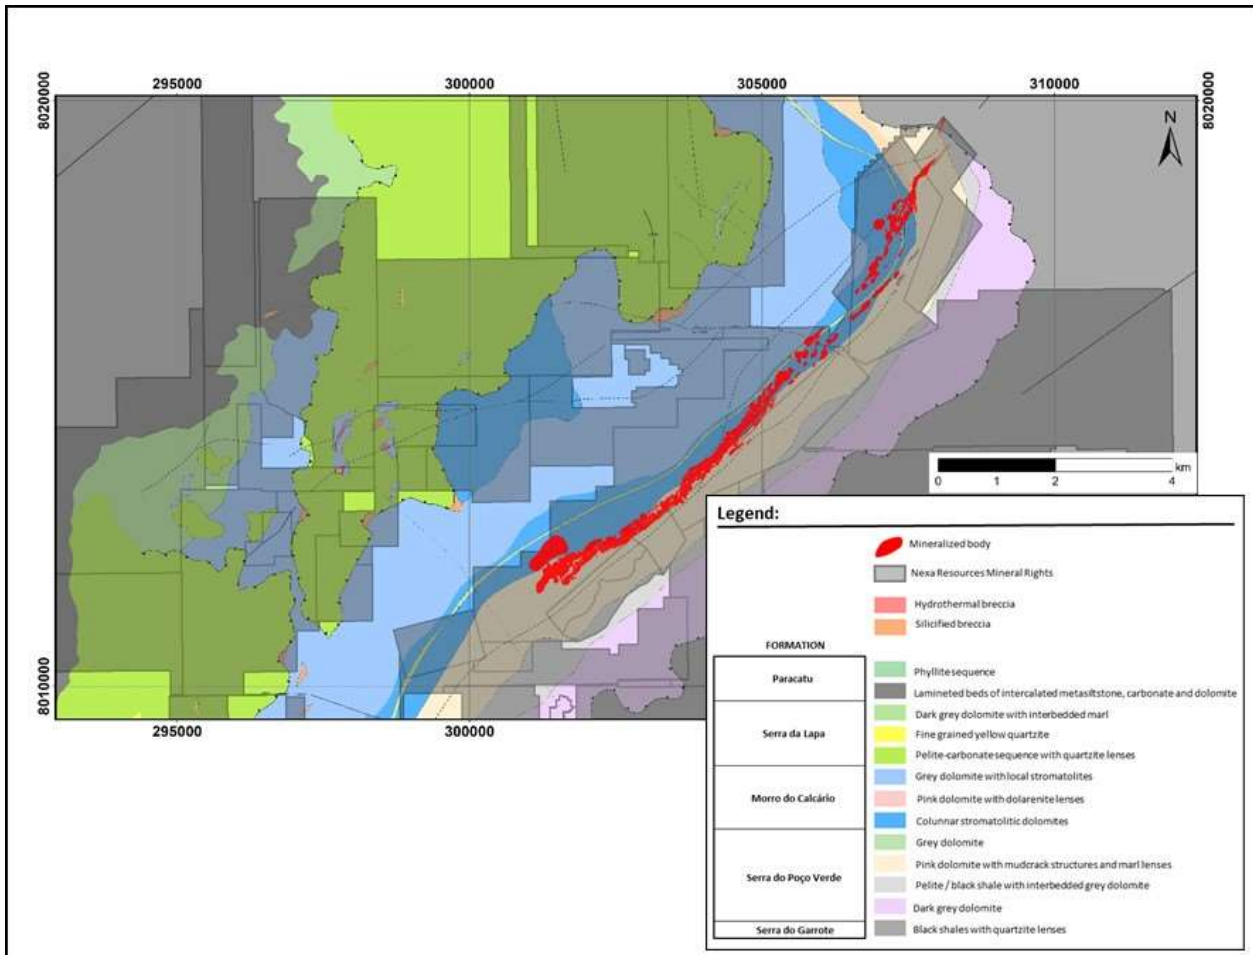 295000 300000 305000 310000
8020000
8020000
N
8010000
km
0 1 2 4
295000 300000
Legend:
Mineralized body
Nexa Resources Mineral Rights
Hydrothermal breccia
Silicified breccia
FORMATION
Paracatu
Phyllite sequence
Lamineted beds of intercalated metasiltstone, carbonate and dolomite
Serra da Lapa
Dark grey dolomite with interbedded marl
Fine grained yellow quartzite
Pelite-carbonate sequence with quartzite lenses
Morro do Calcário
Grey dolomite with local stromatolites
Pink dolomite with dolarenite lenses
Colunnar stromatolitic dolomites
Serra do Poço Verde
Grey dolomite
Pink dolomite with mudcrack structures and marl lenses
Pelite / black shale with interbedded grey dolomite
Dark grey dolomite
Serra do Garrote
Black shales with quartzite lenses